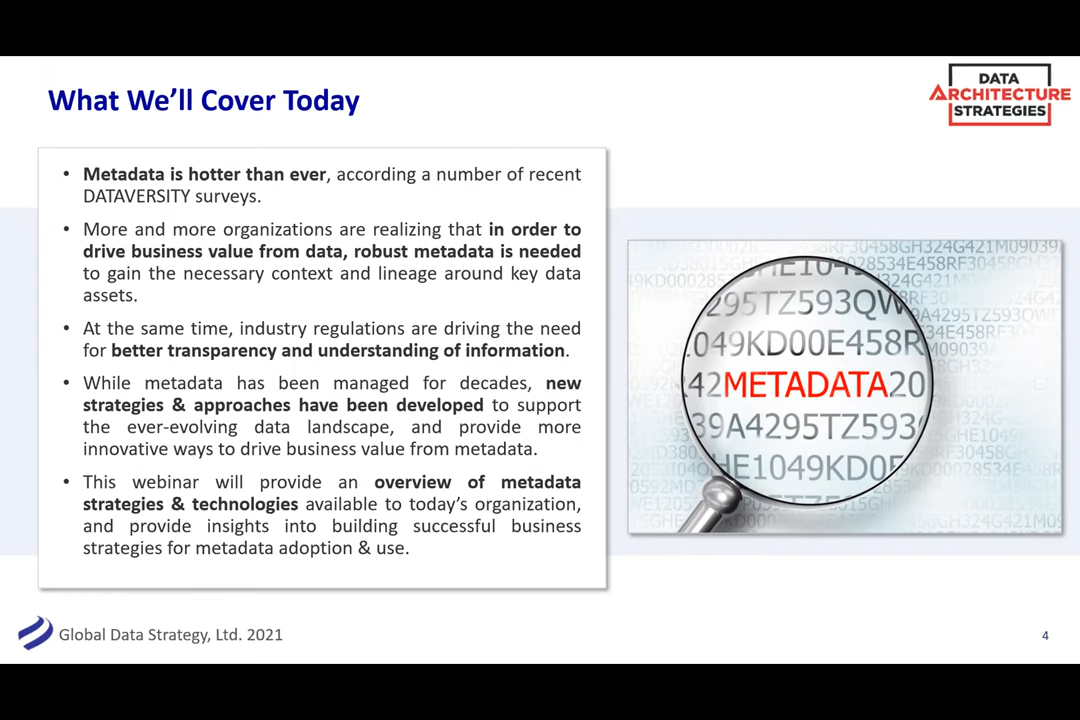 What We’ll Cover Today
DATA
ARCHITECTURE
STRATEGIES
• Metadata is hotter than ever, according a number of recent
DATAVERSITY surveys.
• More and more organizations are realizing that in order to
drive business value from data, robust metadata is needed
to gain the necessary context and lineage around key data
assets.
• At the same time, industry regulations are driving the need
for better transparency and understanding of information.
• While metadata has been managed for decades, new
strategies & approaches have been developed to support
the ever-evolving data landscape, and provide more
innovative ways to drive business value from metadata.
• This webinar will provide an overview of metadata
strategies & technologies available to today’s organization,
and provide insights into building successful business
strategies for metadata adoption & use.
295TZ593QW
049KD00E458R
42METADATA20
39A4295TZ593
HE1049KD0E
Global Data Strategy, Ltd. 2021
4